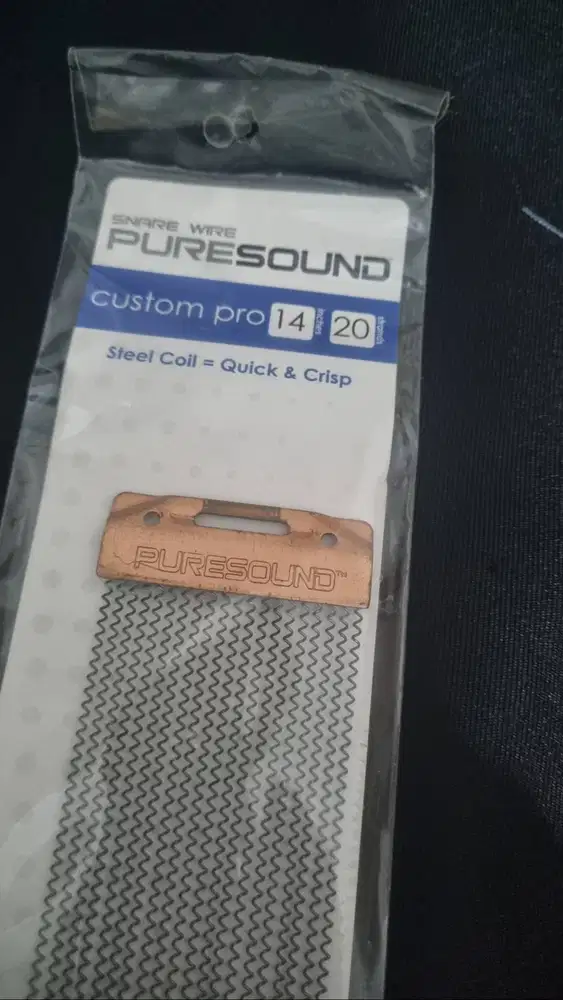 SNARE WIRE
PURESOUND
custom pro 14 inches 20 strands
Steel Coil = Quick & Crisp
PURESOUND™